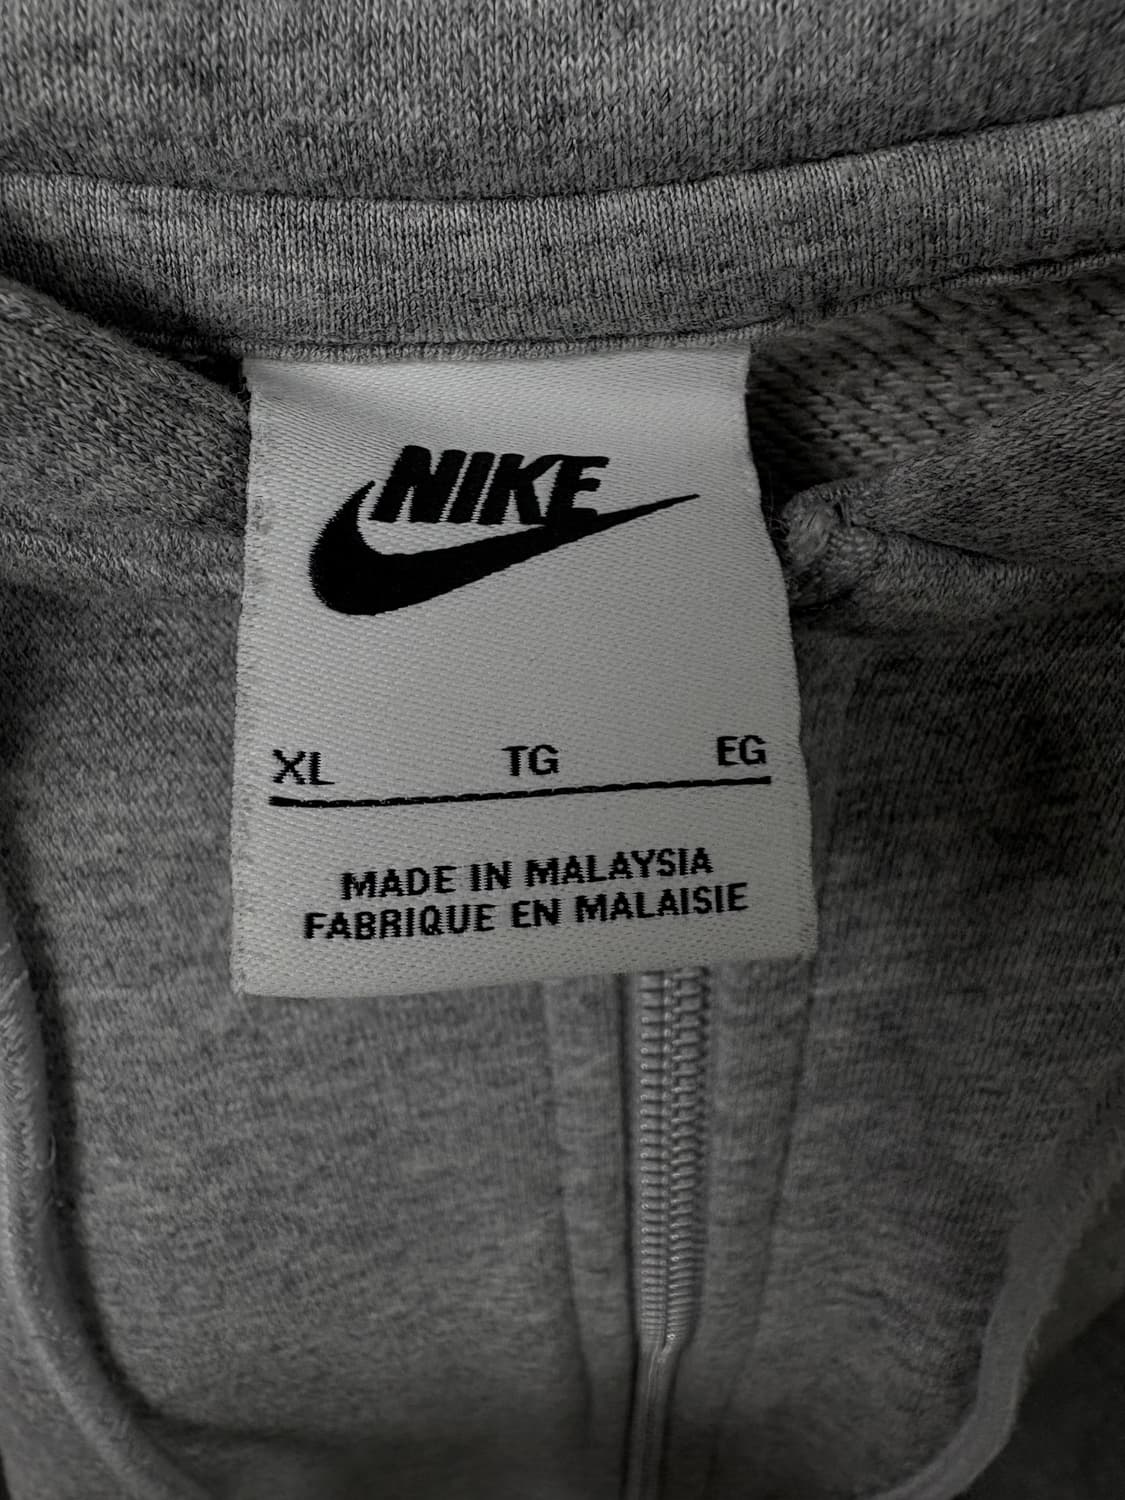 NIKE
XL TG EG
MADE IN MALAYSIA
FABRIQUE EN MALAISIE